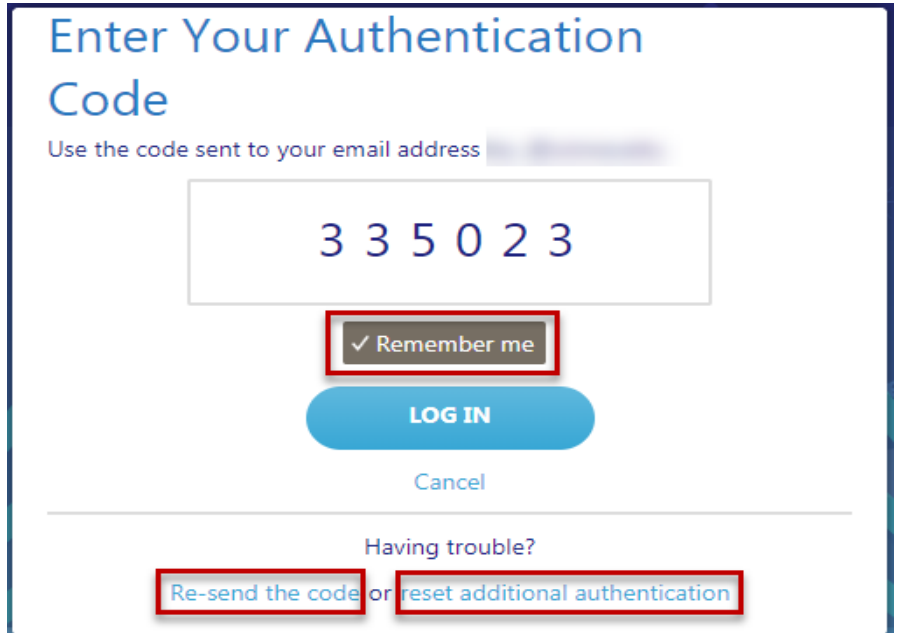 Enter Your Authentication
Code
Use the code sent to your email address
3 3 5 0 2 3
✓ Remember me
LOG IN
Cancel
Having trouble?
Re-send the code or reset additional authentication